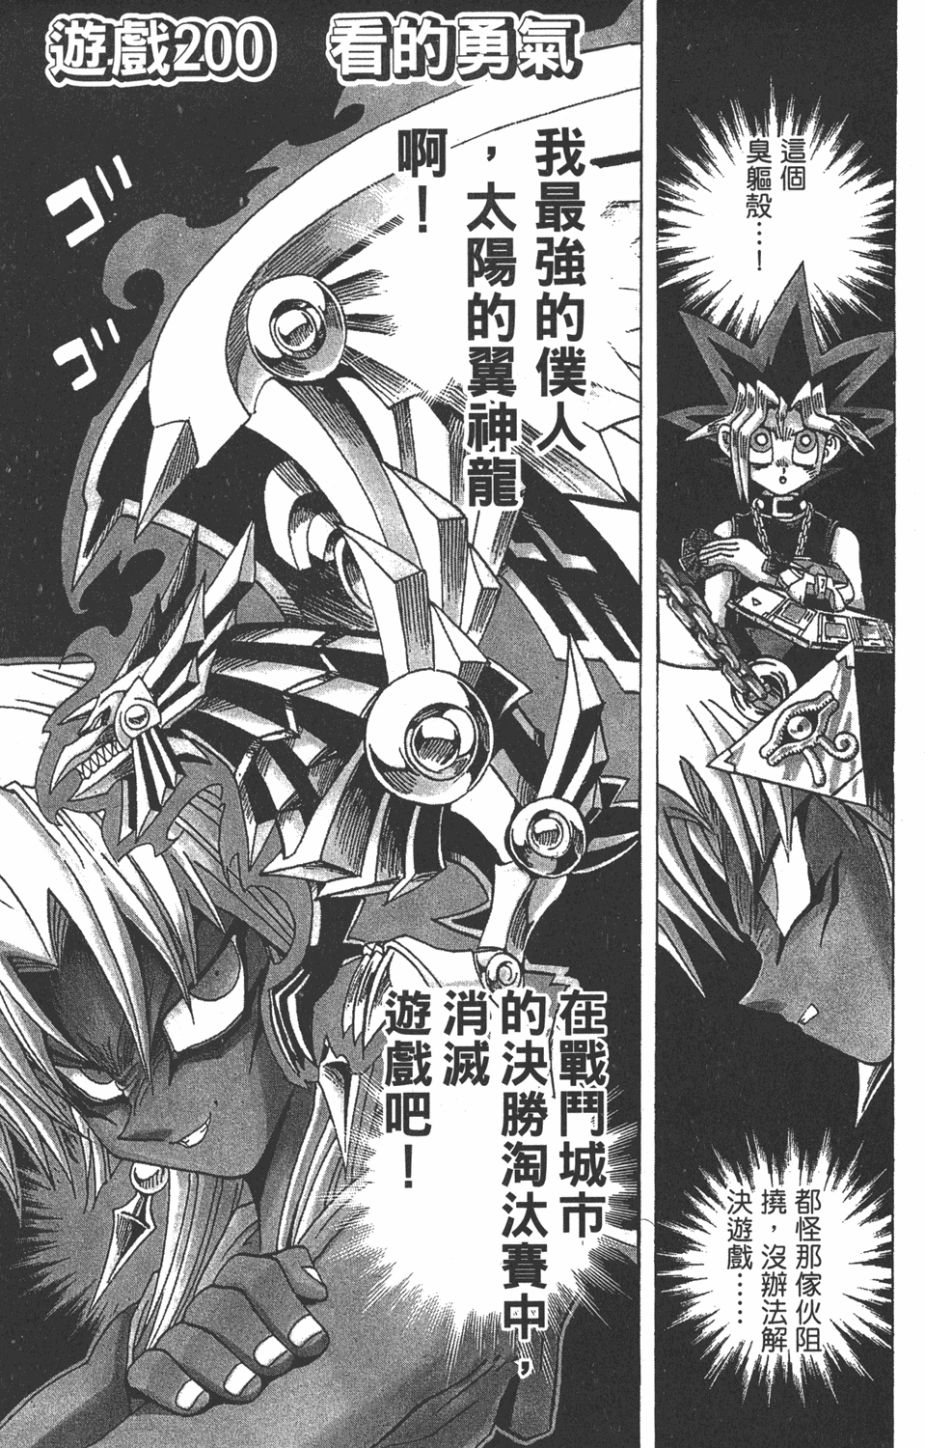 遊戲200 看的勇氣
這個
臭軀殼……！
都怪那傢伙阻
撓，沒辦法解
決遊戲……
我最強的僕人
，太陽的翼神龍
啊！
ゴ
ゴ
在戰鬥城市
的決勝淘汰賽中，
消滅
遊戲吧！